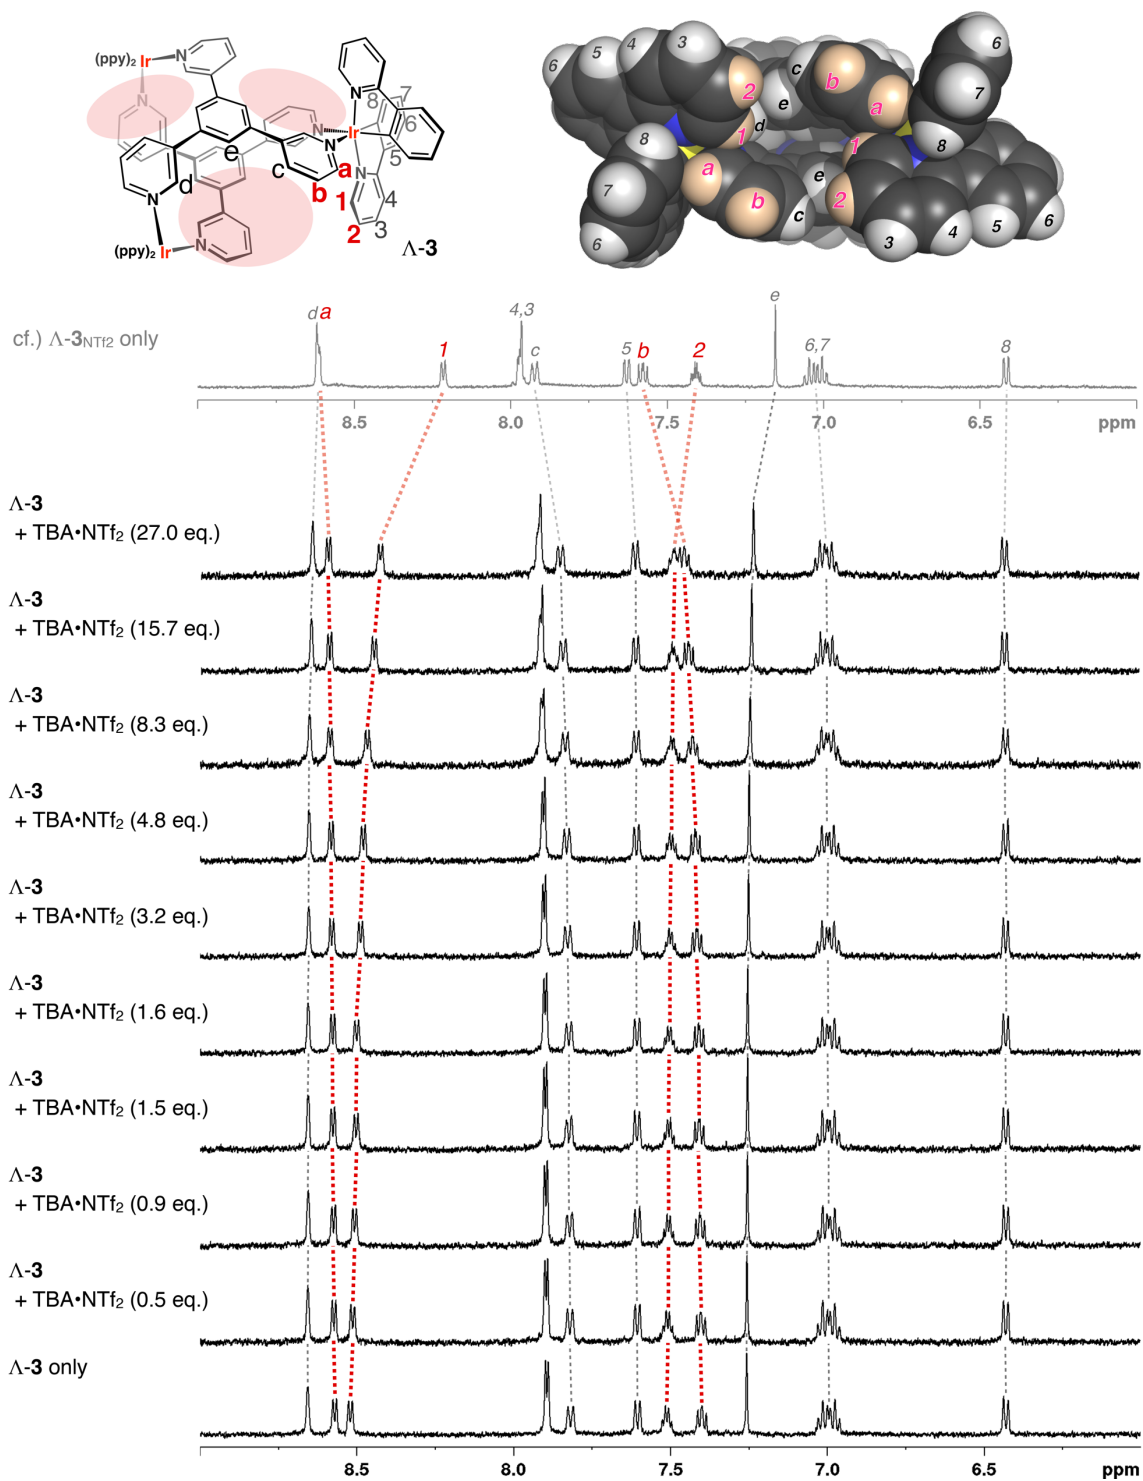 (ppy)₂ Ir N
N
Ir N
N
8 7
6
5
N
N
e
c
d
a
b
1
2
3
4
N
(ppy)₂ Ir N
Λ-3
6 5 4 3 2 c b a 6
e
d
1
7
8
8
a
1
7
b
e
2
c
6
3 4 5 6
cf.) Λ-3NTf2 only
d a 1 4,3 c 5 b 2 e 6,7 8
8.5 8.0 7.5 7.0 6.5 ppm
Λ-3
+ TBA•NTf₂ (27.0 eq.)
Λ-3
+ TBA•NTf₂ (15.7 eq.)
Λ-3
+ TBA•NTf₂ (8.3 eq.)
Λ-3
+ TBA•NTf₂ (4.8 eq.)
Λ-3
+ TBA•NTf₂ (3.2 eq.)
Λ-3
+ TBA•NTf₂ (1.6 eq.)
Λ-3
+ TBA•NTf₂ (1.5 eq.)
Λ-3
+ TBA•NTf₂ (0.9 eq.)
Λ-3
+ TBA•NTf₂ (0.5 eq.)
Λ-3 only
8.5 8.0 7.5 7.0 6.5 ppm